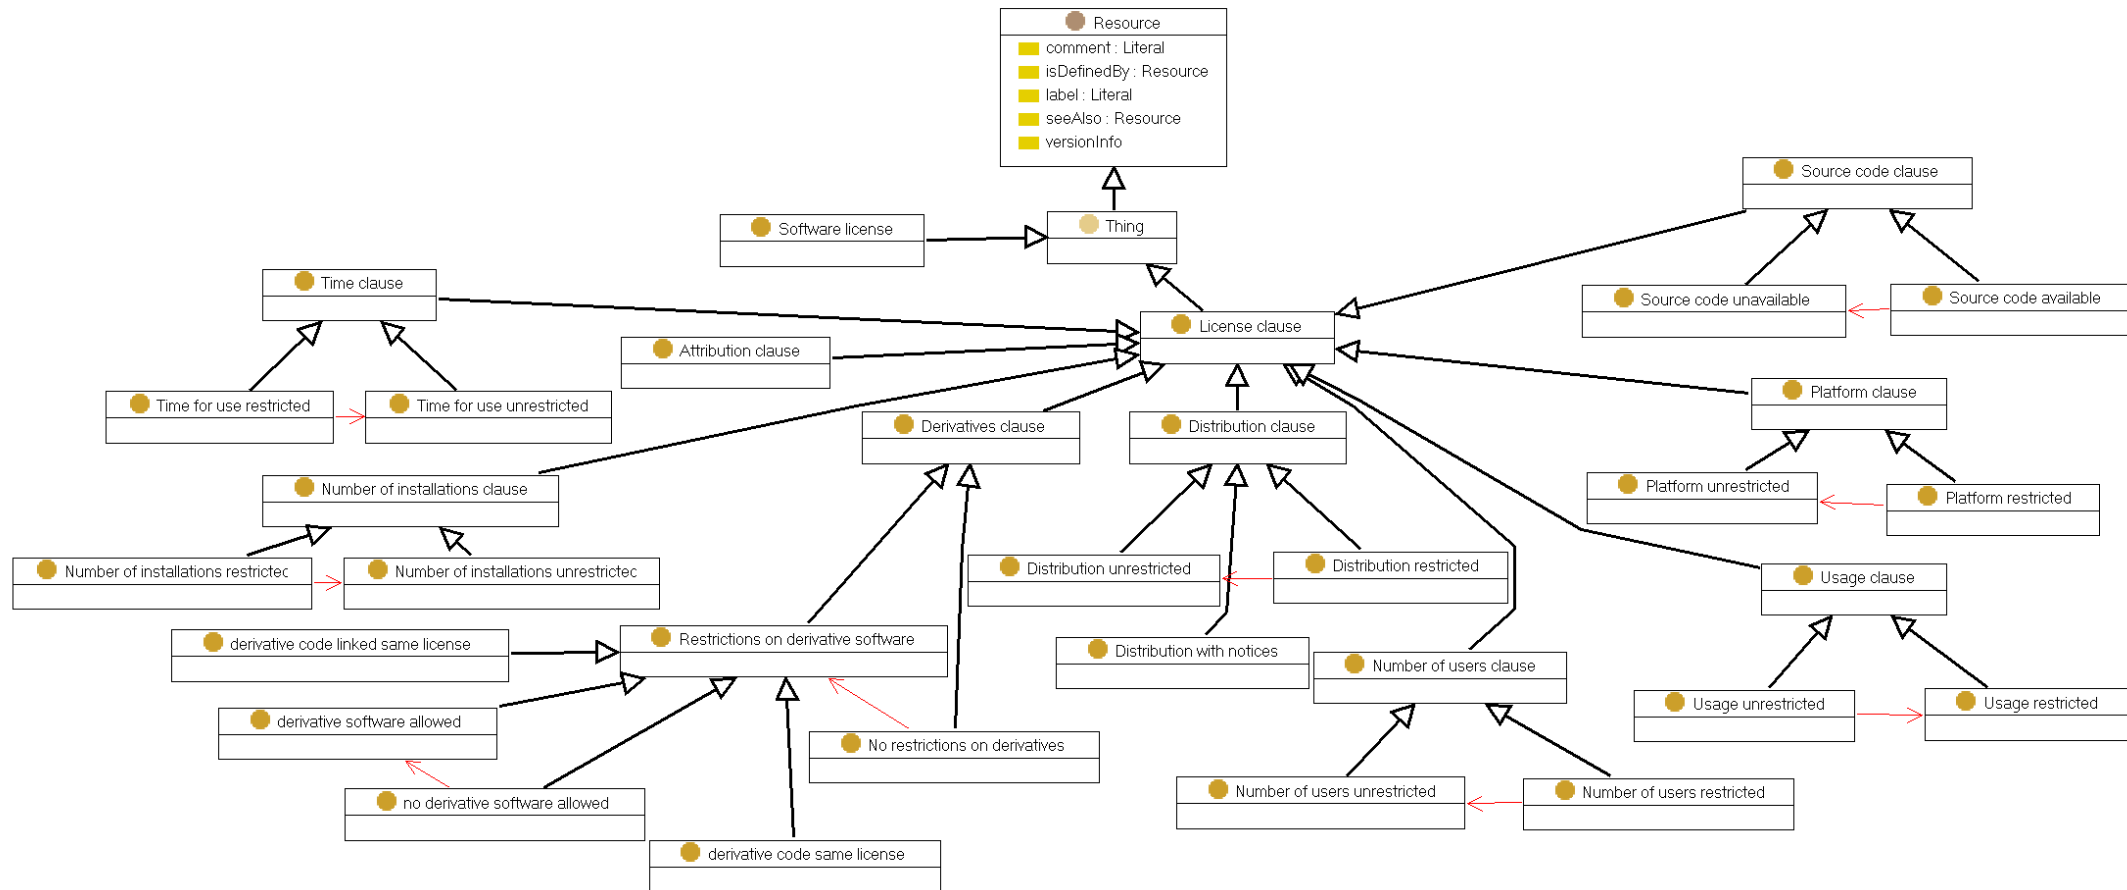 Resource
comment : Literal
isDefinedBy : Resource
label : Literal
seeAlso : Resource
versionInfo
Source code clause
Software license
Thing
Time clause
Source code unavailable
Source code available
License clause
Attribution clause
Time for use restricted
Time for use unrestricted
Platform clause
Derivatives clause
Distribution clause
Number of installations clause
Platform unrestricted
Platform restricted
Number of installations restrictec
Number of installations unrestrictec
Distribution unrestricted
Distribution restricted
Usage clause
derivative code linked same license
Restrictions on derivative software
Distribution with notices
Number of users clause
derivative software allowed
No restrictions on derivatives
Usage unrestricted
Usage restricted
no derivative software allowed
Number of users unrestricted
Number of users restricted
derivative code same license